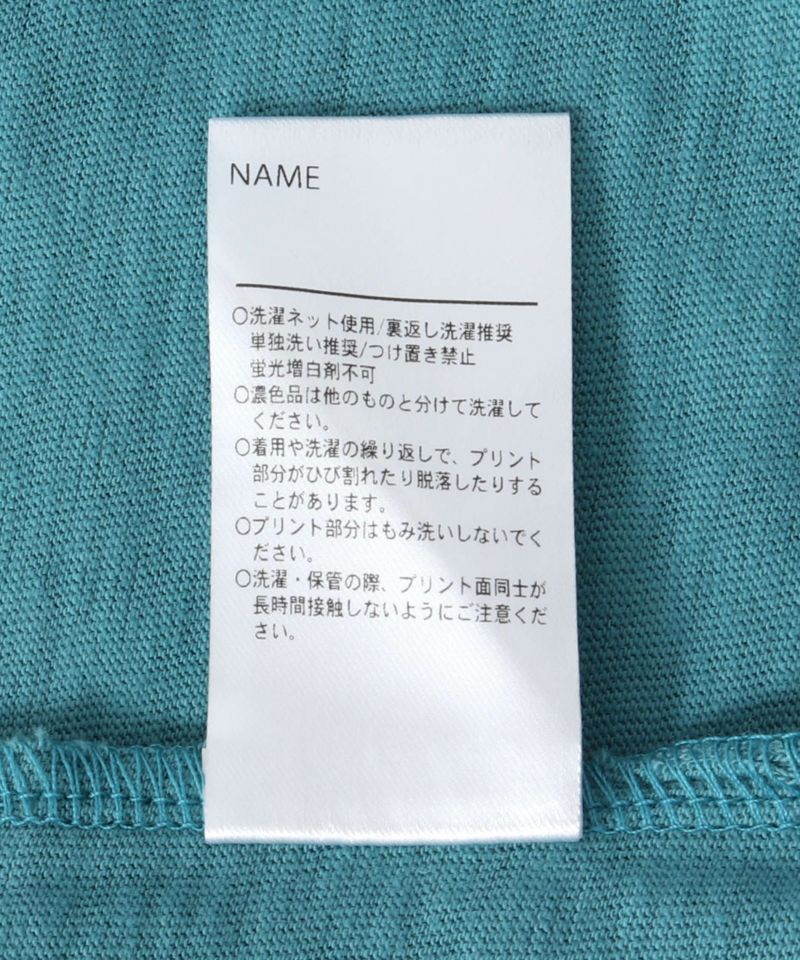 NAME
○洗濯ネット使用/裏返し洗濯推奨
単独洗い推奨/つけ置き禁止
蛍光増白剤不可
○濃色品は他のものと分けて洗濯して
ください。
○着用や洗濯の繰り返しで、プリント
部分がひび割れたり脱落したりする
ことがあります。
○プリント部分はもみ洗いしないでく
ださい。
○洗濯・保管の際、プリント面同士が
長時間接触しないようにご注意くだ
さい。